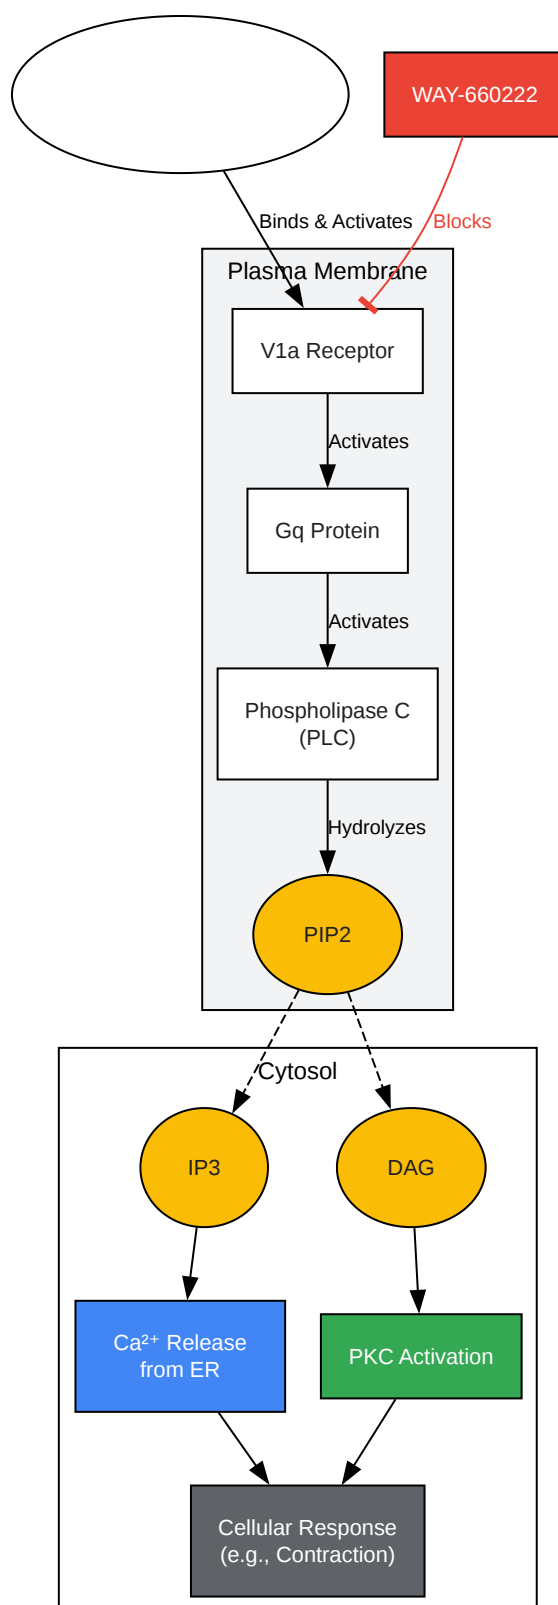 WAY-660222
Binds & Activates
Blocks
Plasma Membrane
V1a Receptor
Activates
Gq Protein
Activates
Phospholipase C
(PLC)
Hydrolyzes
PIP2
Cytosol
IP3
DAG
Ca²⁺ Release
from ER
PKC Activation
Cellular Response
(e.g., Contraction)